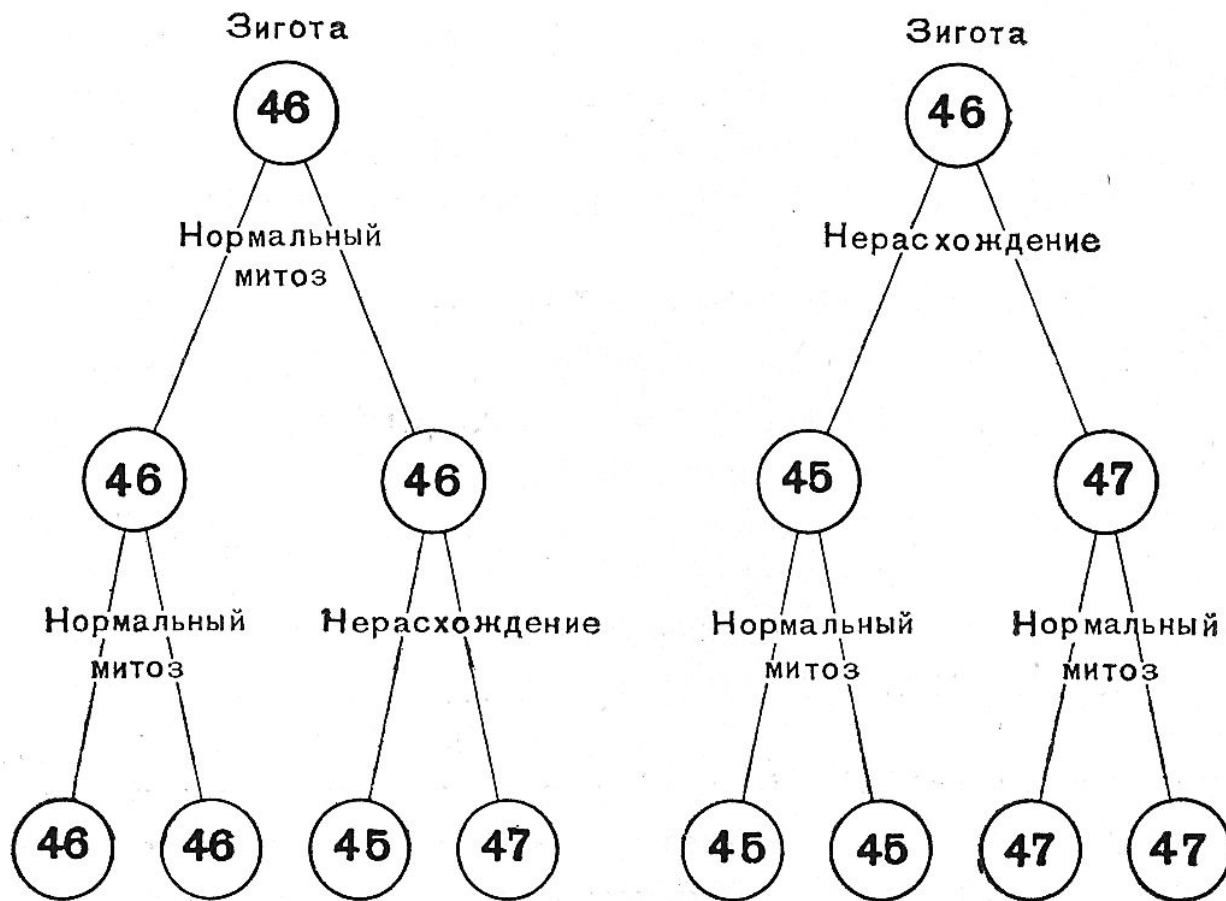 Зигота
46
Нормальный
митоз
46 46
Нормальный
митоз
Нерасхождение
46 46 45 47
Зигота
46
Нерасхождение
45 47
Нормальный
митоз
Нормальный
митоз
45 45 47 47